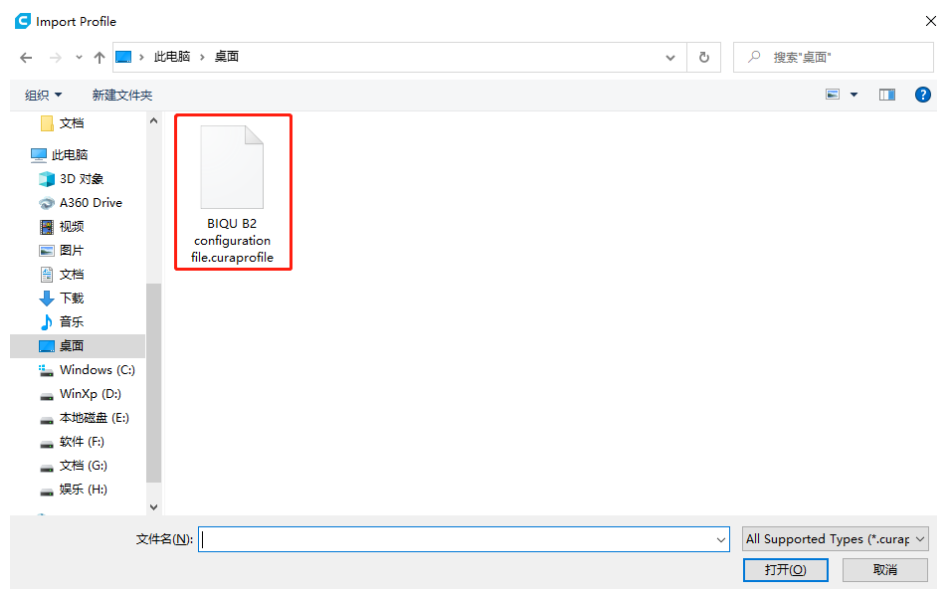 Import Profile
此电脑 › 桌面
搜索"桌面"
组织
新建文件夹
文档
此电脑
3D 对象
A360 Drive
视频
图片
文档
下载
音乐
桌面
Windows (C:)
WinXp (D:)
本地磁盘 (E:)
软件 (F:)
文档 (G:)
娱乐 (H:)
BIQU B2
configuration
file.curaprofile
文件名(N):
All Supported Types (*.curap
打开(O)
取消